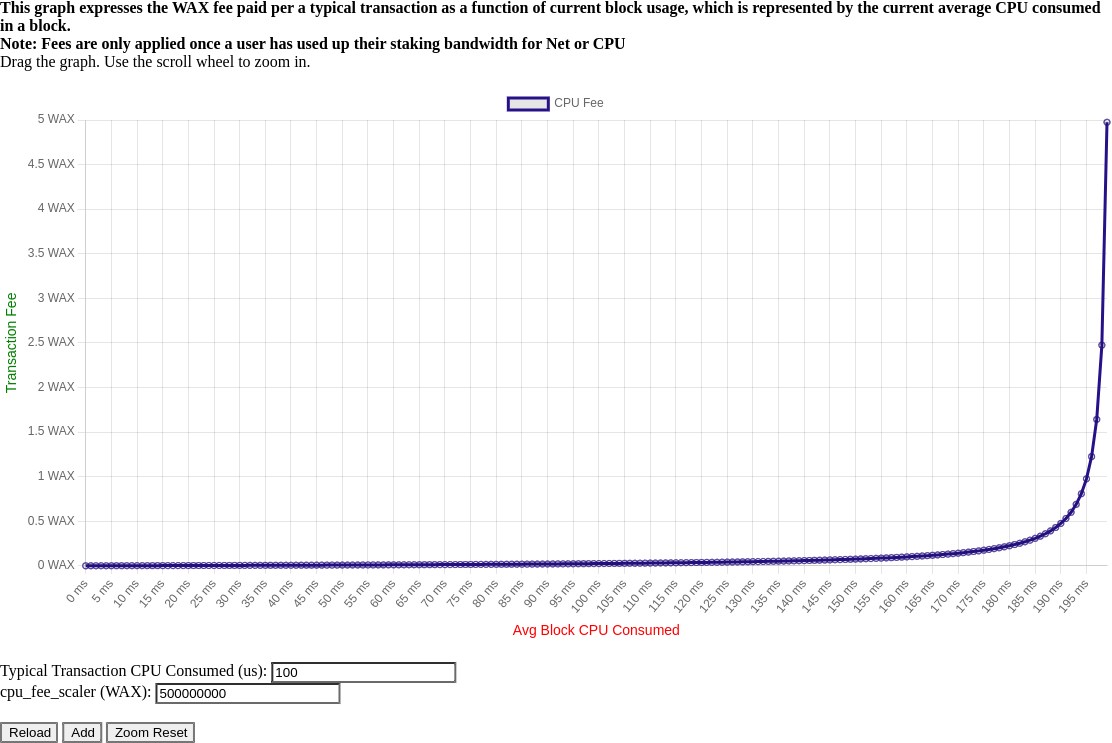 This graph expresses the WAX fee paid per a typical transaction as a function of current block usage, which is represented by the current average CPU consumed
in a block.
Note: Fees are only applied once a user has used up their staking bandwidth for Net or CPU
Drag the graph. Use the scroll wheel to zoom in.
CPU Fee
5 WAX
4.5 WAX
4 WAX
3.5 WAX
3 WAX
2.5 WAX
2 WAX
1.5 WAX
1 WAX
0.5 WAX
0 WAX
Transaction Fee
0 ms
5 ms
10 ms
15 ms
20 ms
25 ms
30 ms
35 ms
40 ms
45 ms
50 ms
55 ms
60 ms
65 ms
70 ms
75 ms
80 ms
85 ms
90 ms
95 ms
100 ms
105 ms
110 ms
115 ms
120 ms
125 ms
130 ms
135 ms
140 ms
145 ms
150 ms
155 ms
160 ms
165 ms
170 ms
175 ms
180 ms
185 ms
190 ms
195 ms
Avg Block CPU Consumed
Typical Transaction CPU Consumed (us): 100
cpu_fee_scaler (WAX): 500000000
Reload Add Zoom Reset